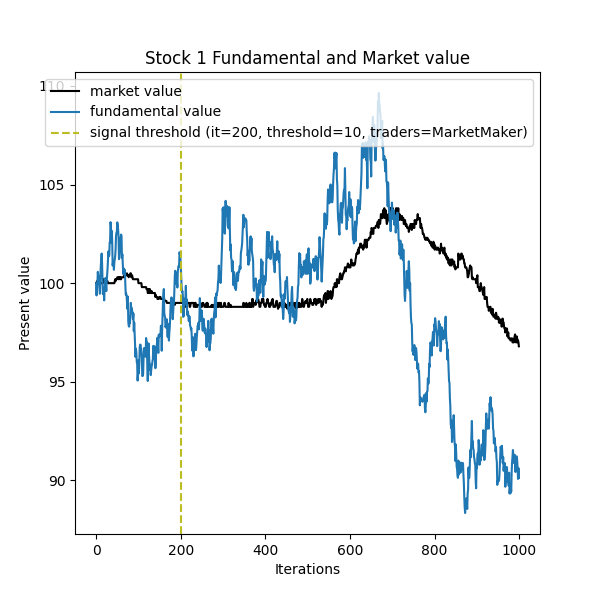 Stock 1 Fundamental and Market value
110
market value
fundamental value
signal threshold (it=200, threshold=10, traders=MarketMaker)
105
100
95
90
Present value
0 200 400 600 800 1000
Iterations